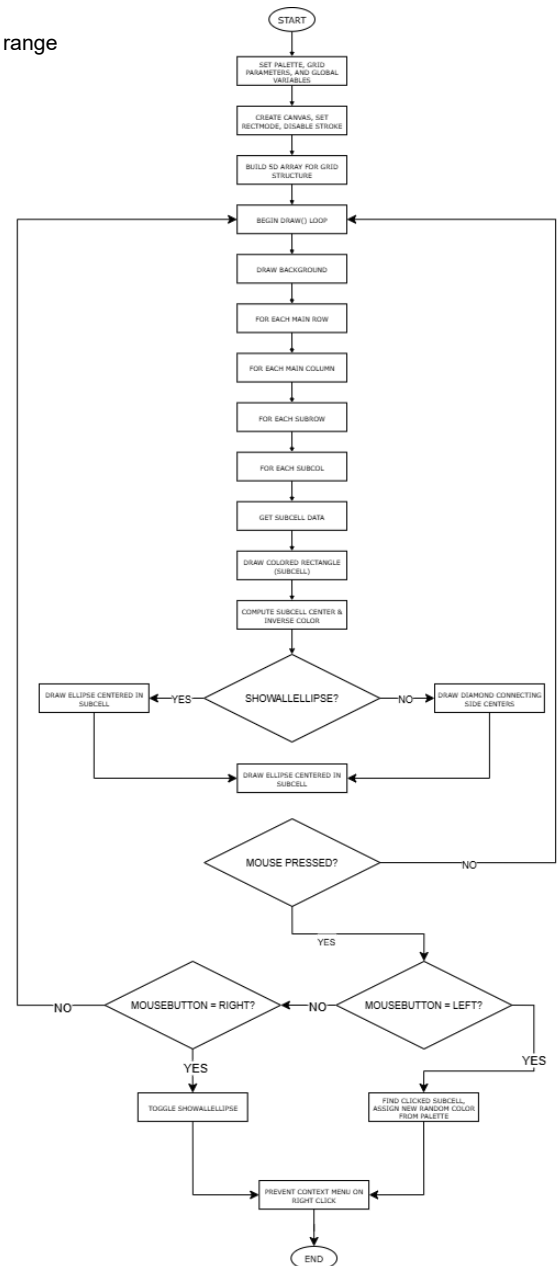 START
range
SET PALETTE, GRID
PARAMETERS, AND GLOBAL
VARIABLES
CREATE CANVAS, SET
RECTMODE, DISABLE STROKE
BUILD 5D ARRAY FOR GRID
STRUCTURE
BEGIN DRAW() LOOP
DRAW BACKGROUND
FOR EACH MAIN ROW
FOR EACH MAIN COLUMN
FOR EACH SUBROW
FOR EACH SUBCOL
GET SUBCELL DATA
DRAW COLORED RECTANGLE
(SUBCELL)
COMPUTE SUBCELL CENTER &
INVERSE COLOR
DRAW ELLIPSE CENTERED IN
SUBCELL
YES
SHOWALLELLIPSE?
NO
DRAW DIAMOND CONNECTING
SIDE CENTERS
DRAW ELLIPSE CENTERED IN
SUBCELL
MOUSE PRESSED?
NO
YES
NO
MOUSEBUTTON = RIGHT?
NO
MOUSEBUTTON = LEFT?
YES
YES
TOGGLE SHOWALLELLIPSE
FIND CLICKED SUBCELL,
ASSIGN NEW RANDOM COLOR
FROM PALETTE
PREVENT CONTEXT MENU ON
RIGHT CLICK
END